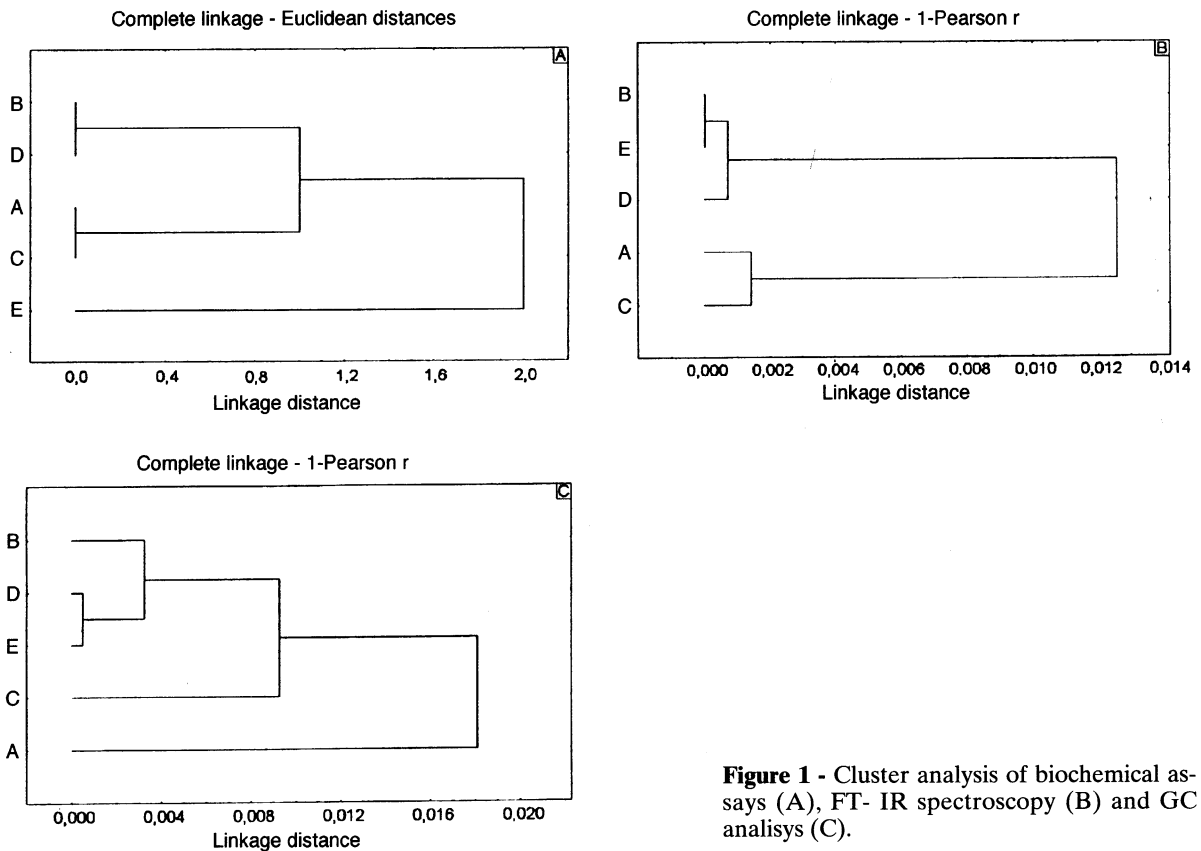 Complete linkage - Euclidean distances
A
B
D
A
C
E
0,0 0,4 0,8 1,2 1,6 2,0
Linkage distance
Complete linkage - 1-Pearson r
B
B
E
D
A
C
0,000 0,002 0,004 0,006 0,008 0,010 0,012 0,014
Linkage distance
Complete linkage - 1-Pearson r
C
B
D
E
C
A
0,000 0,004 0,008 0,012 0,016 0,020
Linkage distance
Figure 1 - Cluster analysis of biochemical as-
says (A), FT- IR spectroscopy (B) and GC
analisys (C).